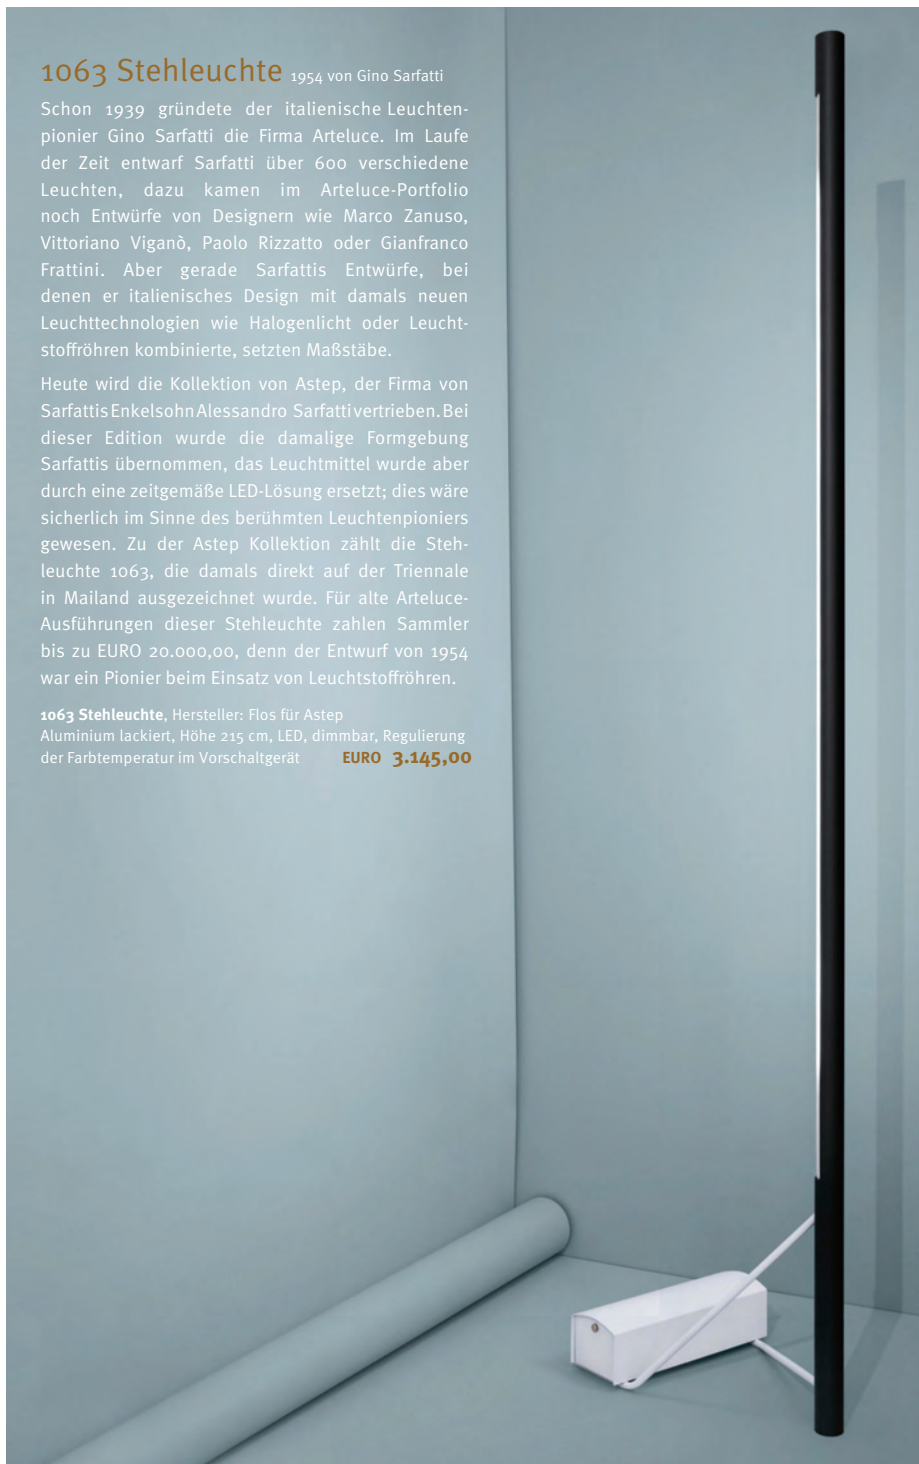 1063 Stehleuchte 1954 von Gino Sarfatti
Schon 1939 gründete der italienische Leuchten-
pionier Gino Sarfatti die Firma Arteluce. Im Laufe
der Zeit entwarf Sarfatti über 600 verschiedene
Leuchten, dazu kamen im Arteluce-Portfolio
noch Entwürfe von Designern wie Marco Zanuso,
Vittoriano Viganò, Paolo Rizzatto oder Gianfranco
Frattini. Aber gerade Sarfattis Entwürfe, bei
denen er italienisches Design mit damals neuen
Leuchttechnologien wie Halogenlicht oder Leucht-
stoffröhren kombinierte, setzten Maßstäbe.
Heute wird die Kollektion von Astep, der Firma von
Sarfattis Enkelsohn Alessandro Sarfatti vertrieben. Bei
dieser Edition wurde die damalige Formgebung
Sarfattis übernommen, das Leuchtmittel wurde aber
durch eine zeitgemäße LED-Lösung ersetzt; dies wäre
sicherlich im Sinne des berühmten Leuchtenpioniers
gewesen. Zu der Astep Kollektion zählt die Steh-
leuchte 1063, die damals direkt auf der Triennale
in Mailand ausgezeichnet wurde. Für alte Arteluce-
Ausführungen dieser Stehleuchte zahlen Sammler
bis zu EURO 20.000,00, denn der Entwurf von 1954
war ein Pionier beim Einsatz von Leuchtstoffröhren.
1063 Stehleuchte, Hersteller: Flos für Astep
Aluminium lackiert, Höhe 215 cm, LED, dimmbar, Regulierung
der Farbtemperatur im Vorschaltgerät EURO 3.145,00